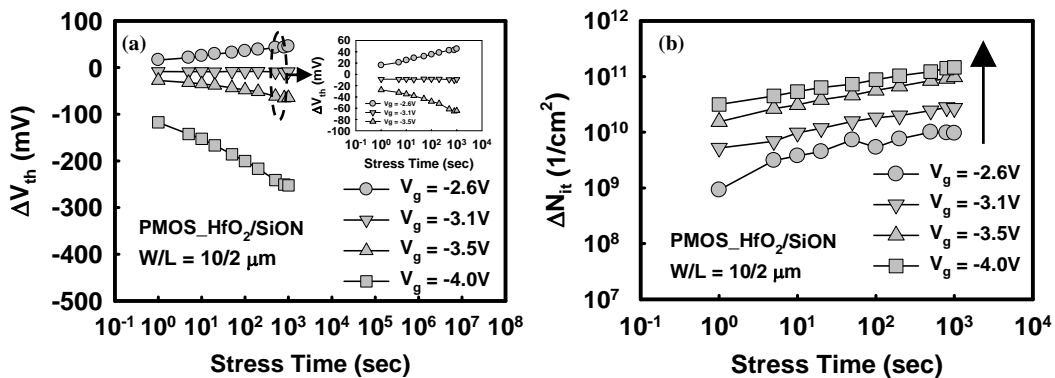 (a)
100
0
-100
-200
-300
-400
-500
ΔVth (mV)
10-1 100 101 102 103 104 105 106 107 108
Stress Time (sec)
60
40
20
0
-20
-40
-60
-80
-100
ΔVth (mV)
Vg = -2.6V
Vg = -3.1V
Vg = -3.5V
10-1 100 101 102 103 104
Stress Time (sec)
Vg = -2.6V
Vg = -3.1V
Vg = -3.5V
Vg = -4.0V
PMOS_HfO2/SiON
W/L = 10/2 μm
(b)
1012
1011
1010
109
108
107
ΔNit (1/cm2)
10-1 100 101 102 103 104
Stress Time (sec)
Vg = -2.6V
Vg = -3.1V
Vg = -3.5V
Vg = -4.0V
PMOS_HfO2/SiON
W/L = 10/2 μm